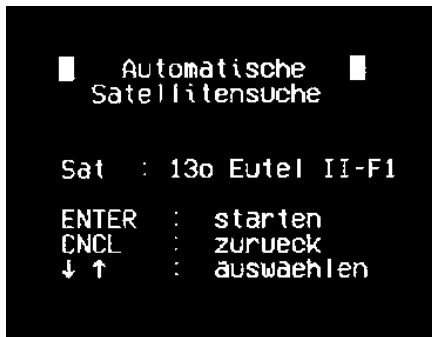 Automatische
Satellitensuche
Sat : 13o Eutel II-F1
ENTER : starten
CNCL : zurueck
↓ ↑ : auswaehlen